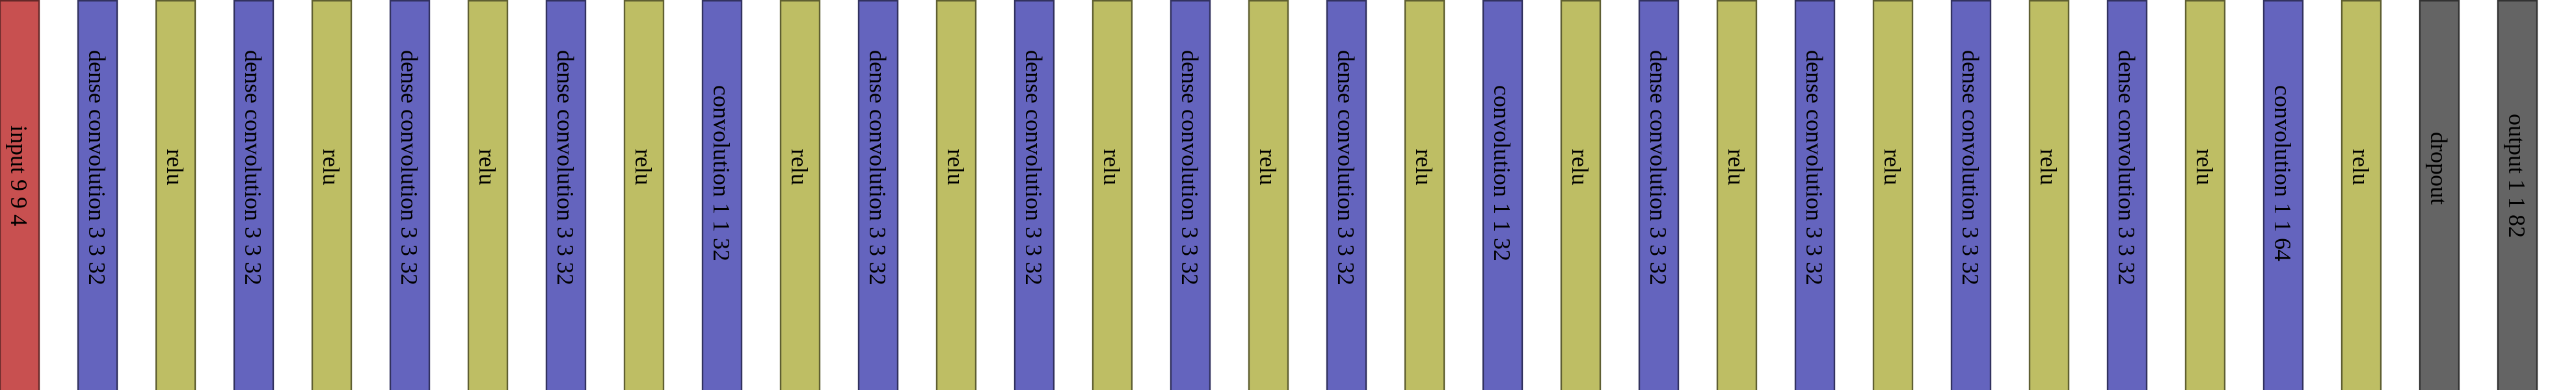 input 9 9 4
dense convolution 3 3 32
relu
dense convolution 3 3 32
relu
dense convolution 3 3 32
relu
dense convolution 3 3 32
relu
convolution 1 1 32
relu
dense convolution 3 3 32
relu
dense convolution 3 3 32
relu
dense convolution 3 3 32
relu
dense convolution 3 3 32
relu
convolution 1 1 32
relu
dense convolution 3 3 32
relu
dense convolution 3 3 32
relu
dense convolution 3 3 32
relu
dense convolution 3 3 32
relu
convolution 1 1 64
relu
dropout
output 1 1 82